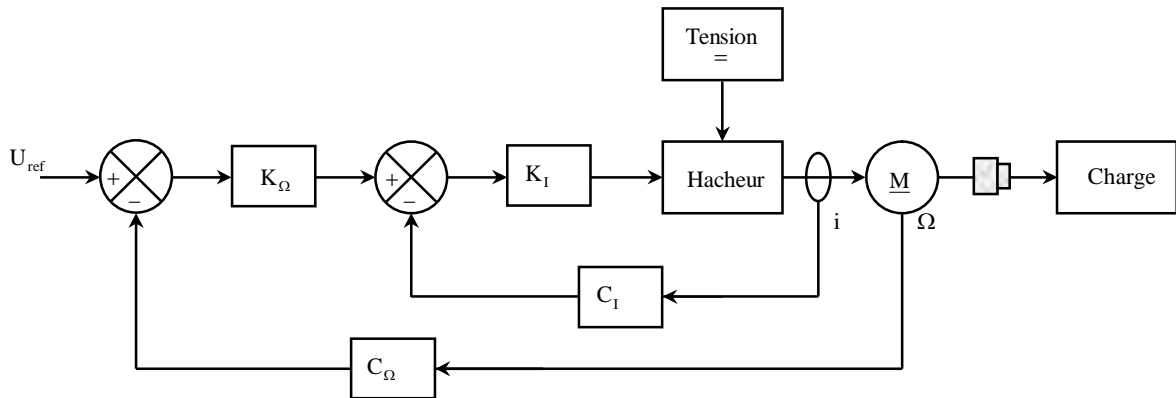 Tension
=
U_ref
+
−
K_Ω
+
−
K_I
Hacheur
M
Charge
i
Ω
C_I
C_Ω